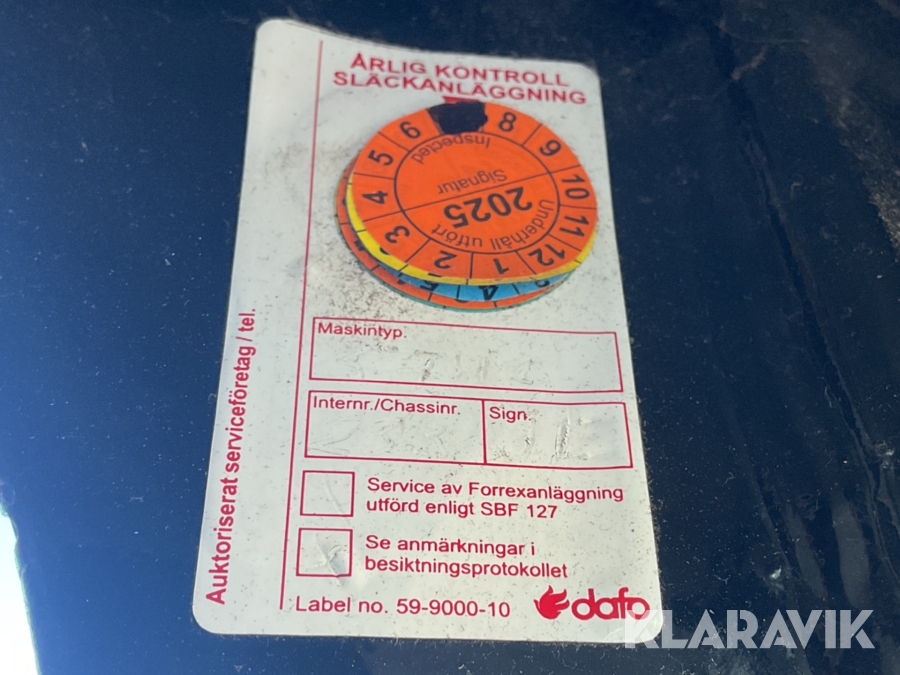 ÅRLIG KONTROLL
SLÄCKANLÄGGNING
1 2 3 4 5 6 8 9 10 11 12
Inspected
Signatur
2025
Underhåll utfört
5 4
Maskintyp.
Internr./Chassinr.
Sign.
Service av Forrexanläggning
utförd enligt SBF 127
Se anmärkningar i
besiktningsprotokollet
Label no. 59-9000-10
dafo
Auktoriserat serviceföretag / tel.
KLARAVIK